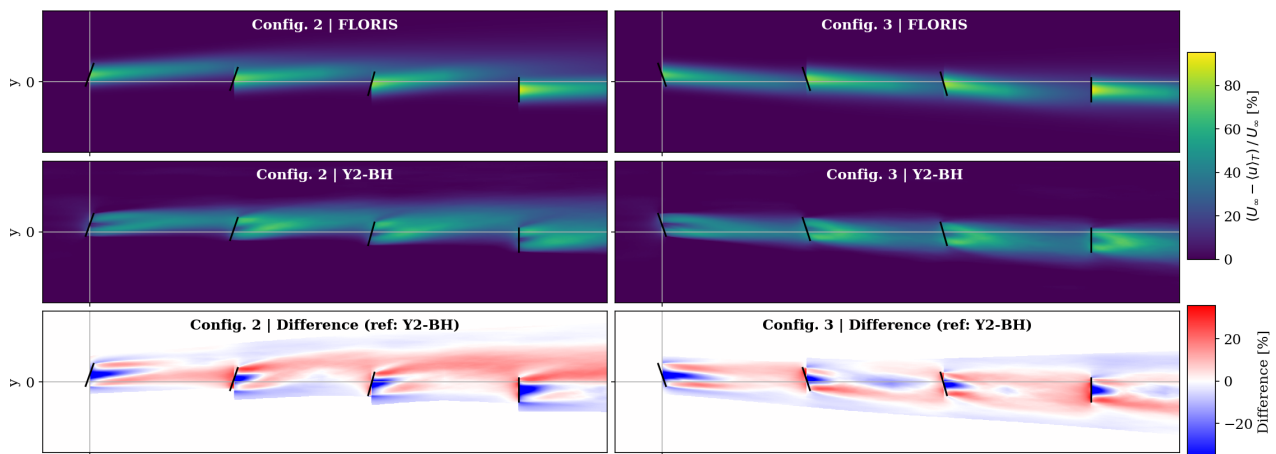 Config. 2 | FLORIS
Config. 3 | FLORIS
y 0
80
60
40
20
0
(U∞ − ⟨u⟩T) / U∞ [%]
Config. 2 | Y2-BH
Config. 3 | Y2-BH
y 0
Config. 2 | Difference (ref: Y2-BH)
Config. 3 | Difference (ref: Y2-BH)
y 0
20
0
−20
Difference [%]